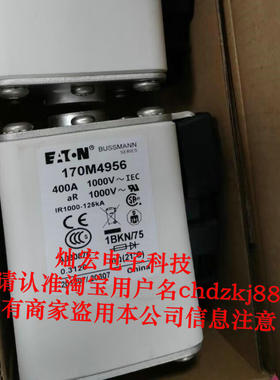 EATON BUSSMANN
SERIES
170M4956
400A 1000V~IEC
aR 1000V~
IR1000-125kA
1BKN/75
灿宏电子科技
请认准淘宝用户名chdzkj88
有商家盗用本公司信息注意
China